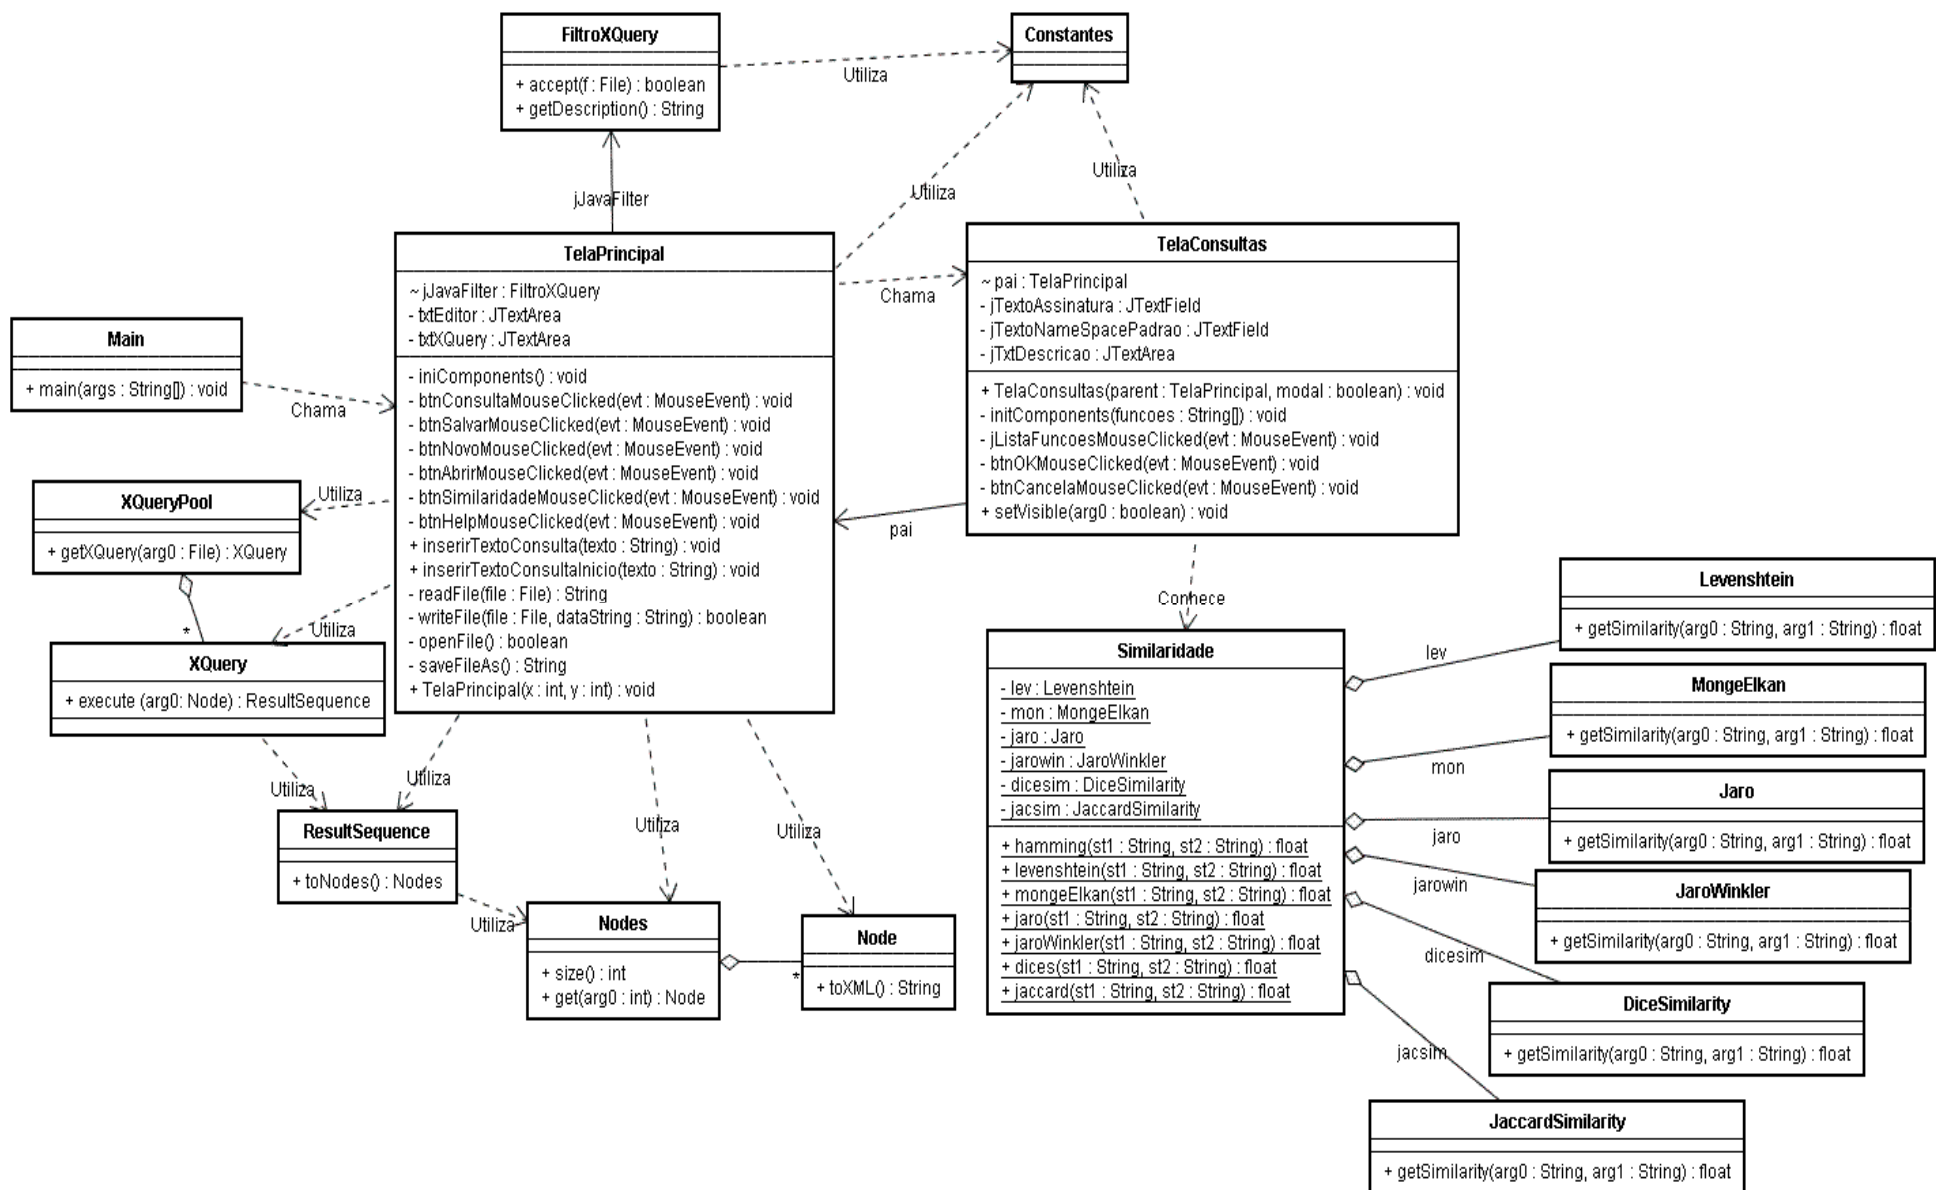 FiltroXQuery
+ accept(f : File) : boolean
+ getDescription() : String
Constantes
Utiliza
Utiliza
Utiliza
jJavaFilter
TelaPrincipal
~ jJavaFilter : FiltroXQuery
- txtEditor : JTextArea
- txtXQuery : JTextArea
- iniComponents() : void
- btnConsultaMouseClicked(evt : MouseEvent) : void
- btnSalvarMouseClicked(evt : MouseEvent) : void
- btnNovoMouseClicked(evt : MouseEvent) : void
- btnAbrirMouseClicked(evt : MouseEvent) : void
- btnSimilaridadeMouseClicked(evt : MouseEvent) : void
- btnHelpMouseClicked(evt : MouseEvent) : void
+ inserirTextoConsulta(texto : String) : void
+ inserirTextoConsultaInicio(texto : String) : void
- readFile(file : File) : String
- writeFile(file : File, dataString : String) : boolean
- openFile() : boolean
- saveFileAs() : String
+ TelaPrincipal(x : int, y : int) : void
Chama
TelaConsultas
~ pai : TelaPrincipal
- jTextoAssinatura : JTextField
- jTextoNameSpacePadrao : JTextField
- jTxtDescricao : JTextArea
+ TelaConsultas(parent : TelaPrincipal, modal : boolean) : void
- initComponents(funcoes : String[]) : void
- jListaFuncoesMouseClicked(evt : MouseEvent) : void
- btnOKMouseClicked(evt : MouseEvent) : void
- btnCancelaMouseClicked(evt : MouseEvent) : void
+ setVisible(arg0 : boolean) : void
pai
Main
+ main(args : String[]) : void
Chama
XQueryPool
+ getXQuery(arg0 : File) : XQuery
Utiliza
*
Utiliza
XQuery
+ execute (arg0: Node) : ResultSequence
Utiliza
Utiliza
Utiliza
Utiliza
ResultSequence
+ toNodes() : Nodes
Utiliza
Nodes
+ size() : int
+ get(arg0 : int) : Node
*
Node
+ toXML() : String
Conhece
Similaridade
- lev : Levenshtein
- mon : MongeElkan
- jaro : Jaro
- jarowin : JaroWinkler
- dicesim : DiceSimilarity
- jacsim : JaccardSimilarity
+ hamming(st1 : String, st2 : String) : float
+ levenshtein(st1 : String, st2 : String) : float
+ mongeElkan(st1 : String, st2 : String) : float
+ jaro(st1 : String, st2 : String) : float
+ jaroWinkler(st1 : String, st2 : String) : float
+ dices(st1 : String, st2 : String) : float
+ jaccard(st1 : String, st2 : String) : float
lev
Levenshtein
+ getSimilarity(arg0 : String, arg1 : String) : float
mon
MongeElkan
+ getSimilarity(arg0 : String, arg1 : String) : float
jaro
Jaro
+ getSimilarity(arg0 : String, arg1 : String) : float
jarowin
JaroWinkler
+ getSimilarity(arg0 : String, arg1 : String) : float
dicesim
DiceSimilarity
+ getSimilarity(arg0 : String, arg1 : String) : float
jacsim
JaccardSimilarity
+ getSimilarity(arg0 : String, arg1 : String) : float